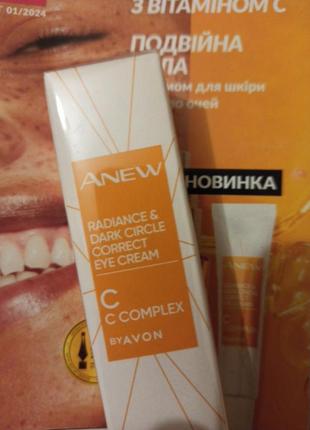 01/2024
З ВІТАМІНОМ С
ПОДВІЙНА
для шкіри
очей
НОВИНКА
ANEW
RADIANCE &
DARK CIRCLE
CORRECT
EYE CREAM
C
C COMPLEX
BY AVON
ANEW